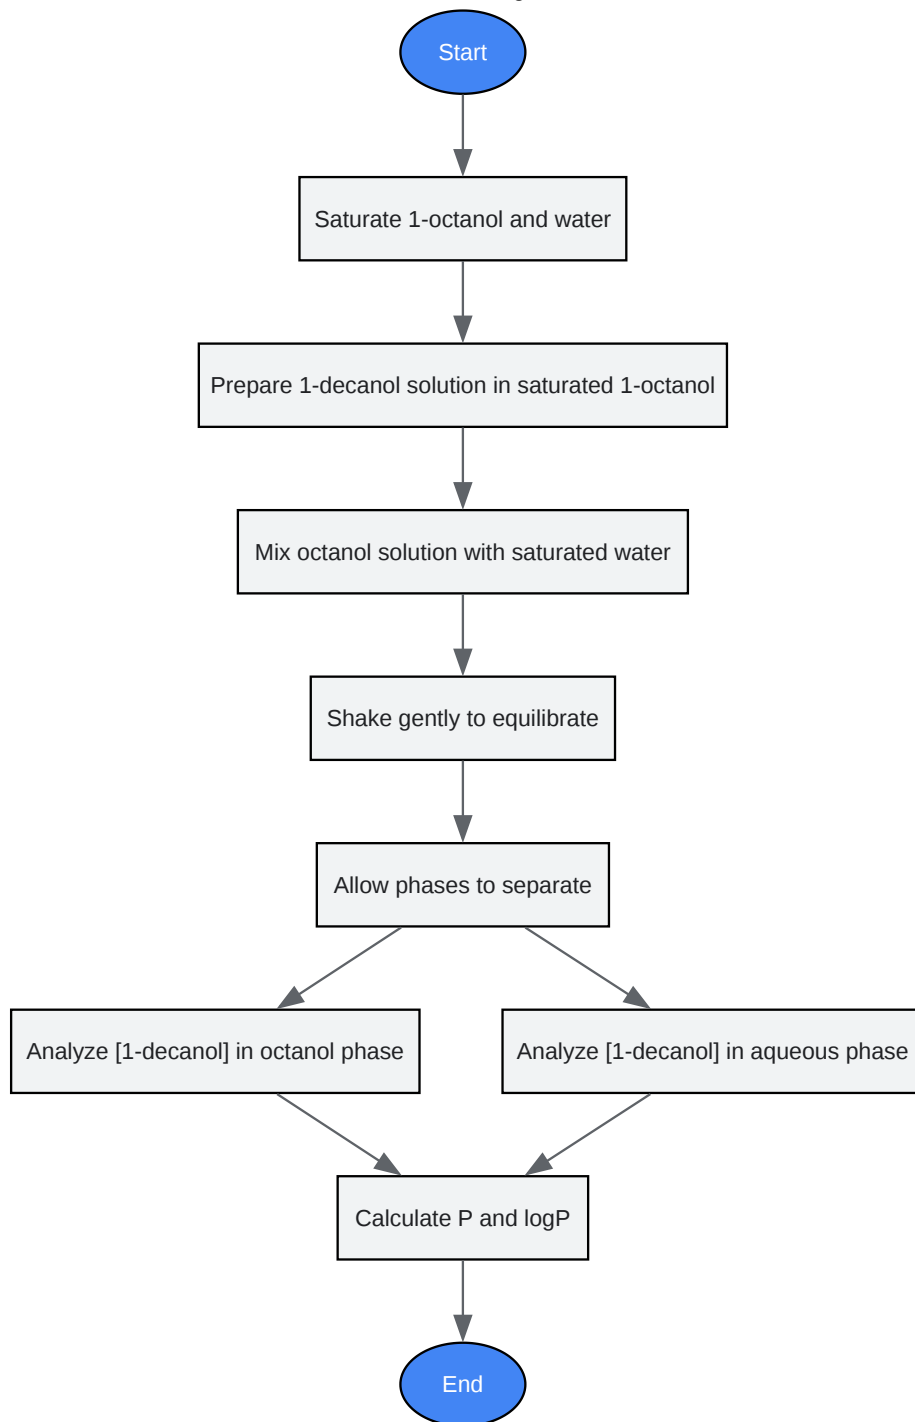 Start
Saturate 1-octanol and water
Prepare 1-decanol solution in saturated 1-octanol
Mix octanol solution with saturated water
Shake gently to equilibrate
Allow phases to separate
Analyze [1-decanol] in octanol phase
Analyze [1-decanol] in aqueous phase
Calculate P and logP
End